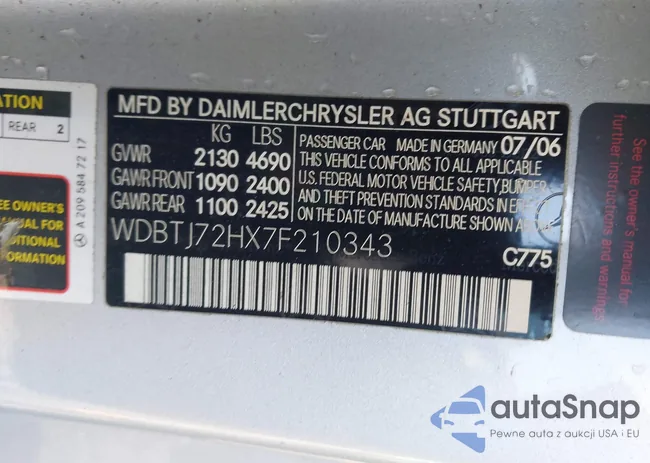 ATION
REAR 2
A 209 584 72 17
EE OWNER'S
MANUAL FOR
DITIONAL
FORMATION
MFD BY DAIMLERCHRYSLER AG STUTTGART
KG LBS
GVWR 2130 4690
GAWR FRONT 1090 2400
GAWR REAR 1100 2425
PASSENGER CAR MADE IN GERMANY 07/06
THIS VEHICLE CONFORMS TO ALL APPLICABLE
U.S. FEDERAL MOTOR VEHICLE SAFETY, BUMPER
AND THEFT PREVENTION STANDARDS IN EFFECT
ON THE DATE OF MANUFACTURE SHOWN ABOVE
WDBTJ72HX7F210343
C775
See the owner's
manual for
further instructions
and warnings
autaSnap
Pewne auta z aukcji USA i EU